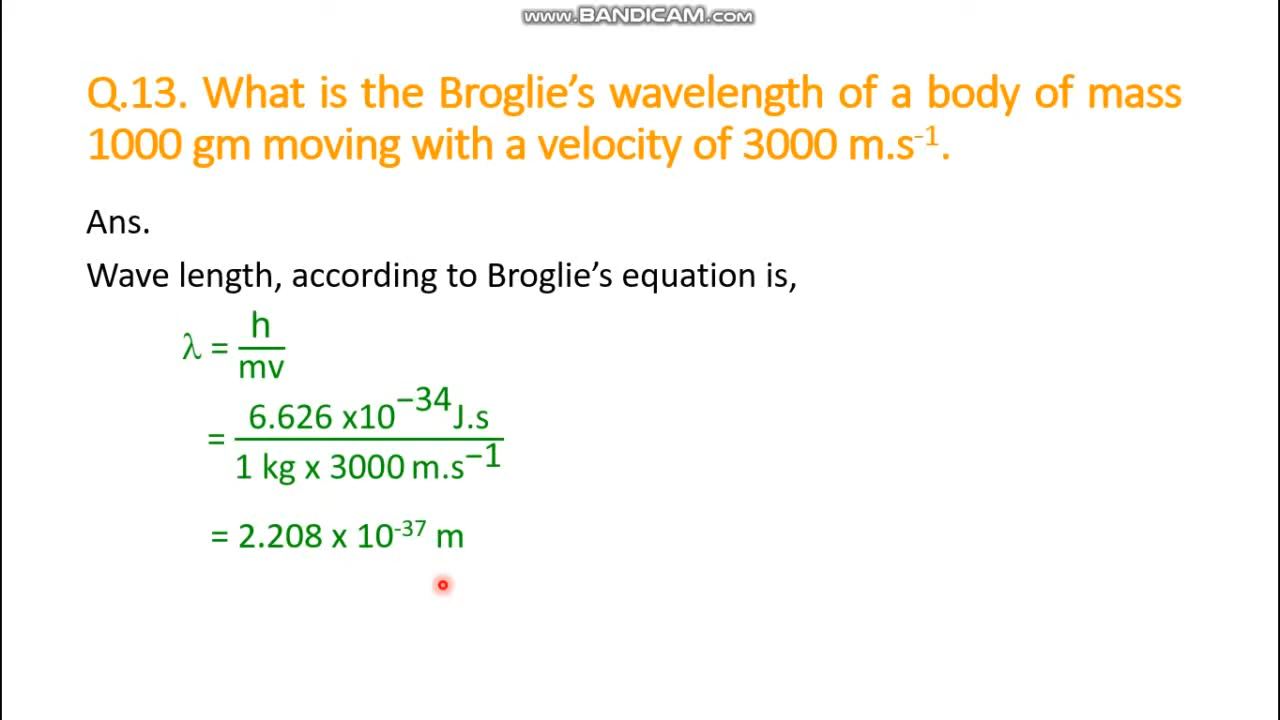 www.BANDICAM.com
Q.13. What is the Broglie’s wavelength of a body of mass
1000 gm moving with a velocity of 3000 m.s⁻¹.
Ans.
Wave length, according to Broglie’s equation is,
λ = h/mv
= 6.626 x10⁻³⁴ J.s / 1 kg x 3000 m.s⁻¹
= 2.208 x 10⁻³⁷ m